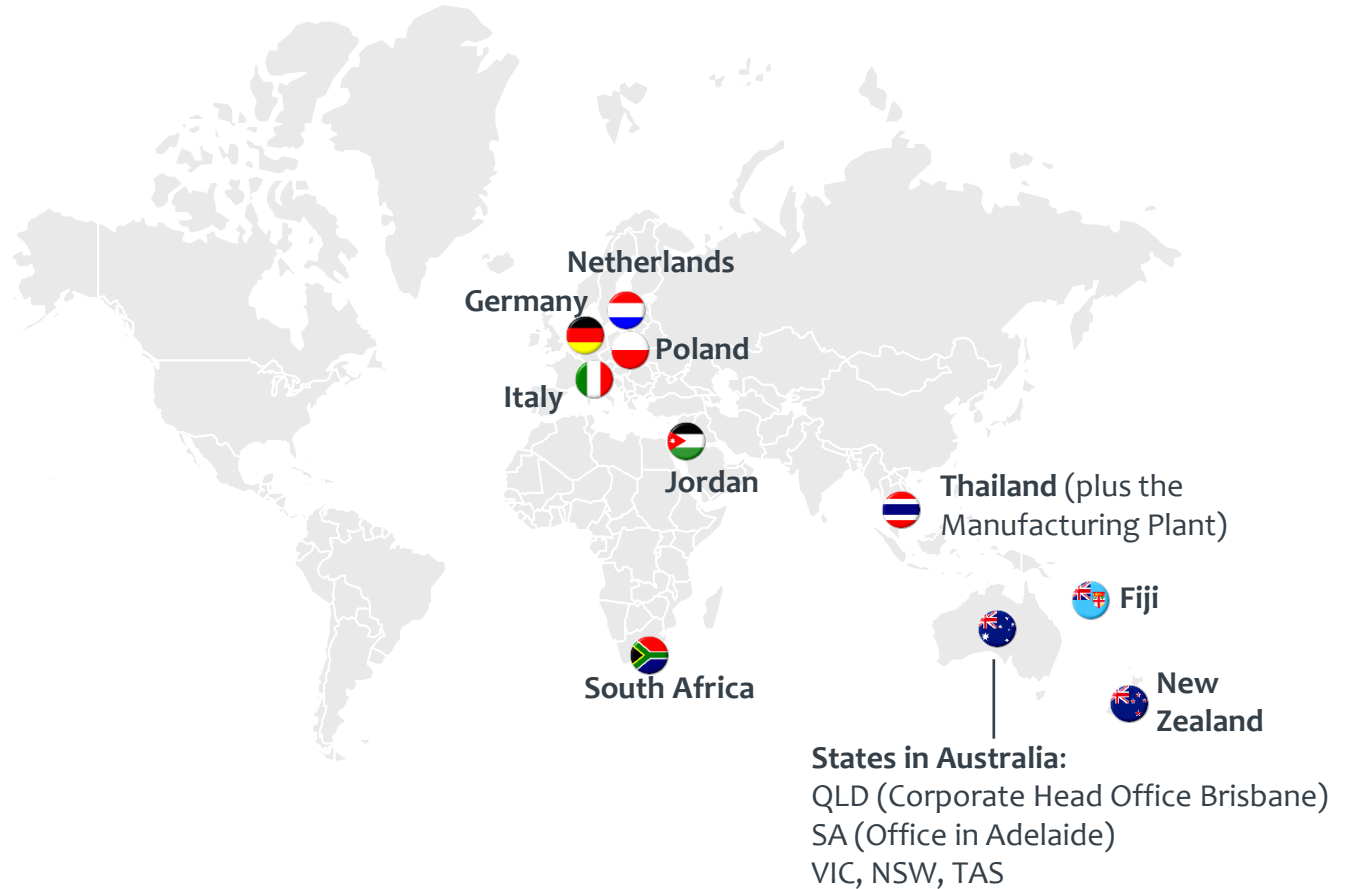 Netherlands
Germany
Poland
Italy
Jordan
Thailand (plus the
Manufacturing Plant)
Fiji
South Africa
New
Zealand
States in Australia:
QLD (Corporate Head Office Brisbane)
SA (Office in Adelaide)
VIC, NSW, TAS